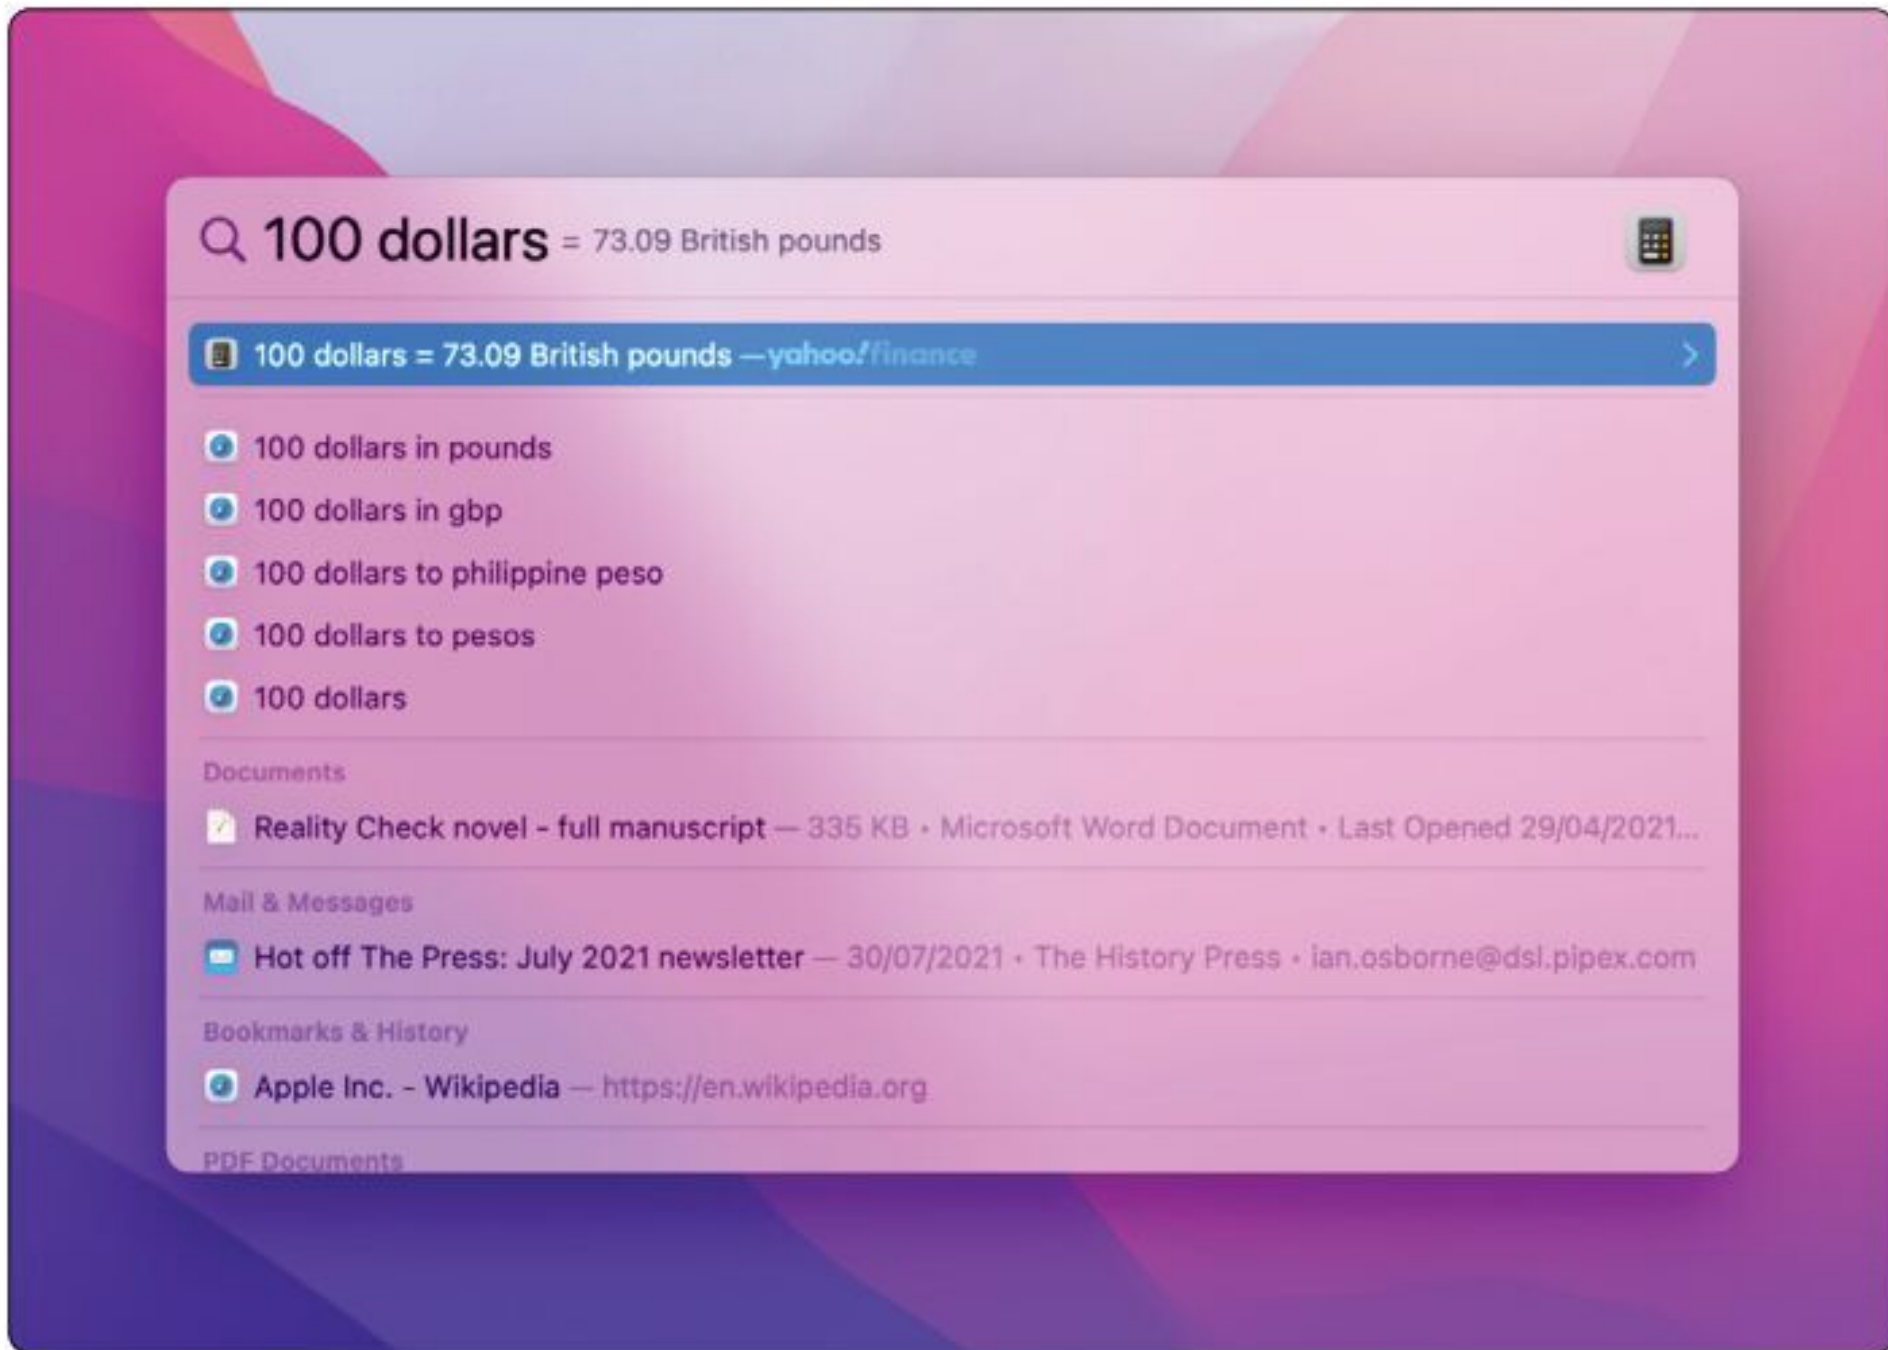 100 dollars = 73.09 British pounds
100 dollars = 73.09 British pounds —yahoo!finance
100 dollars in pounds
100 dollars in gbp
100 dollars to philippine peso
100 dollars to pesos
100 dollars
Documents
Reality Check novel - full manuscript — 335 KB • Microsoft Word Document • Last Opened 29/04/2021...
Mail & Messages
Hot off The Press: July 2021 newsletter — 30/07/2021 • The History Press • ian.osborne@dsl.pipex.com
Bookmarks & History
Apple Inc. - Wikipedia — https://en.wikipedia.org
PDF Documents